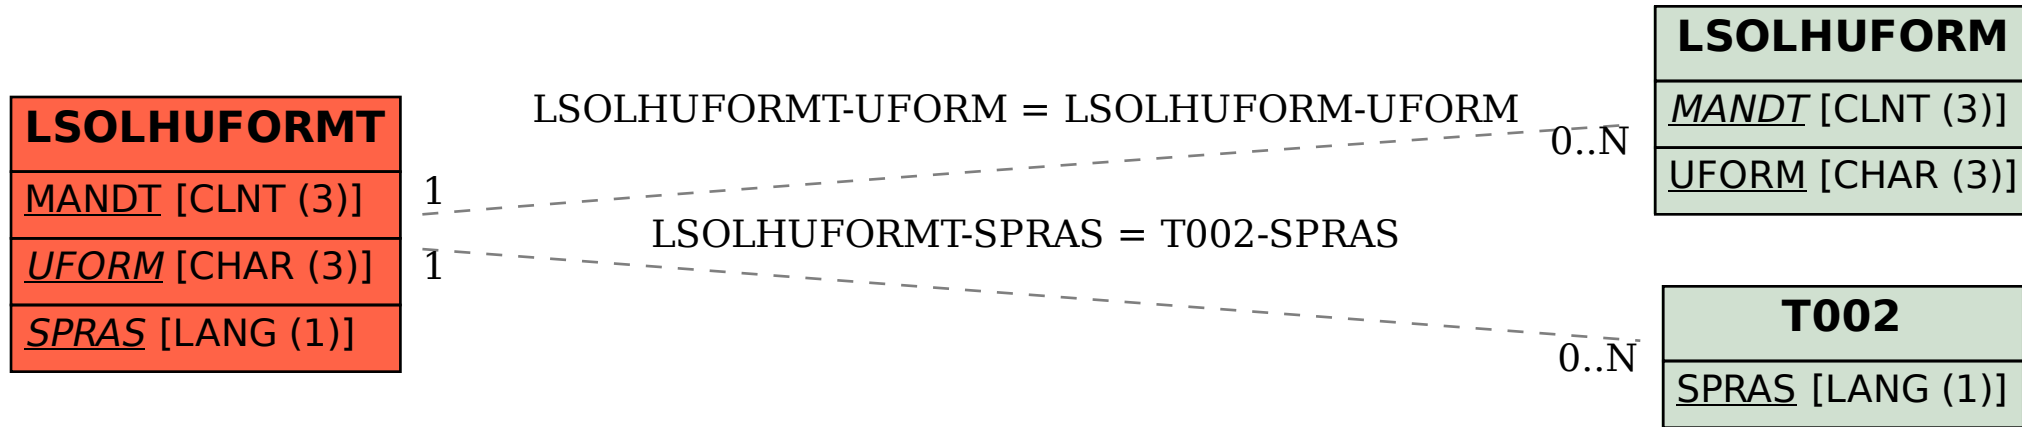 LSOLHUFORMT
MANDT [CLNT (3)]
UFORM [CHAR (3)]
SPRAS [LANG (1)]
LSOLHUFORMT-UFORM = LSOLHUFORM-UFORM
1
0..N
LSOLHUFORMT-SPRAS = T002-SPRAS
1
0..N
LSOLHUFORM
MANDT [CLNT (3)]
UFORM [CHAR (3)]
T002
SPRAS [LANG (1)]